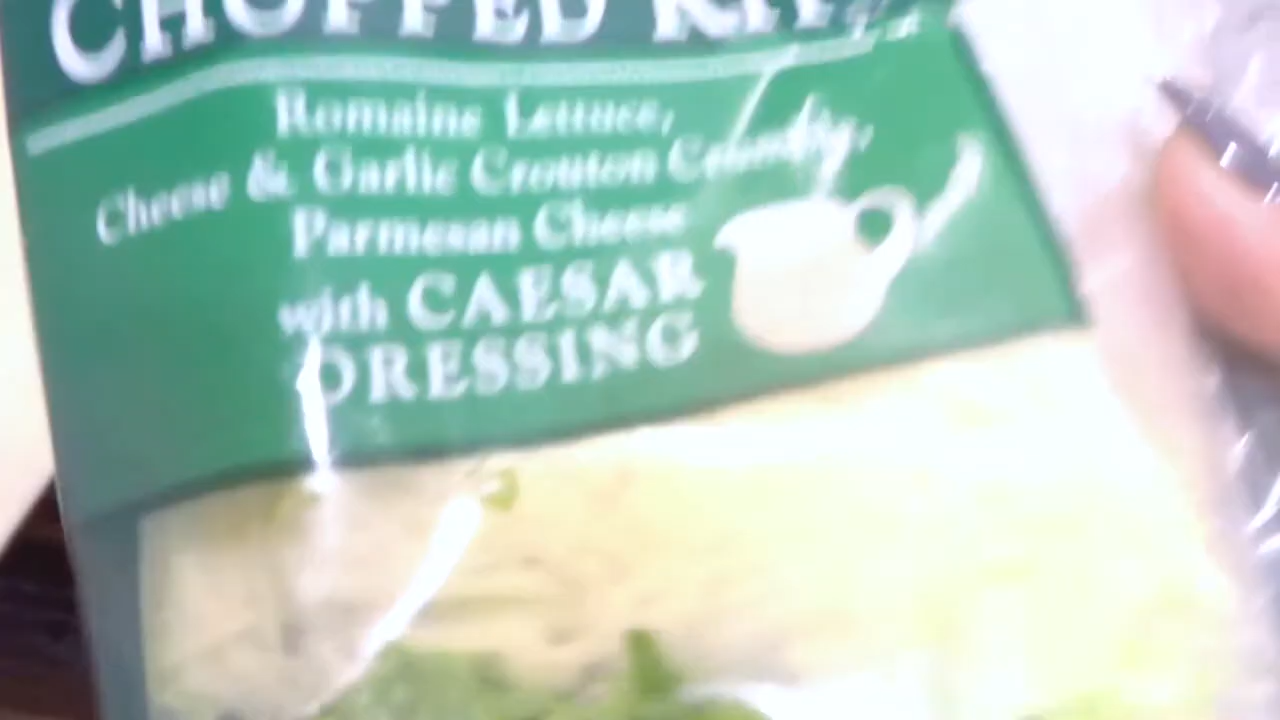 CHOPPED KIT
Romaine Lettuce,
Cheese & Garlic Crouton Crumbles,
Parmesan Cheese
with CAESAR
DRESSING